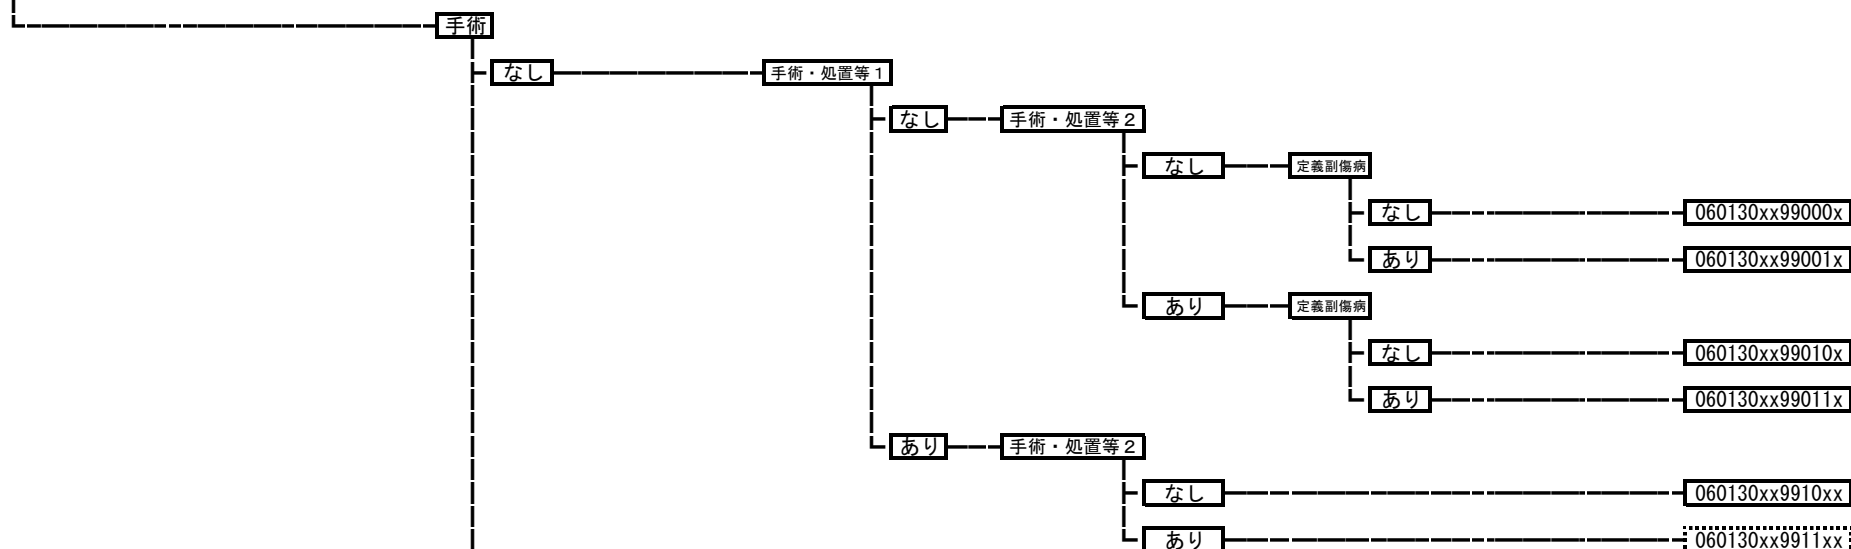 手術
なし 手術・処置等1
なし 手術・処置等2
なし 定義副傷病
なし 060130xx99000x
あり 060130xx99001x
あり 定義副傷病
なし 060130xx99010x
あり 060130xx99011x
あり 手術・処置等2
なし 060130xx9910xx
あり 060130xx9911xx